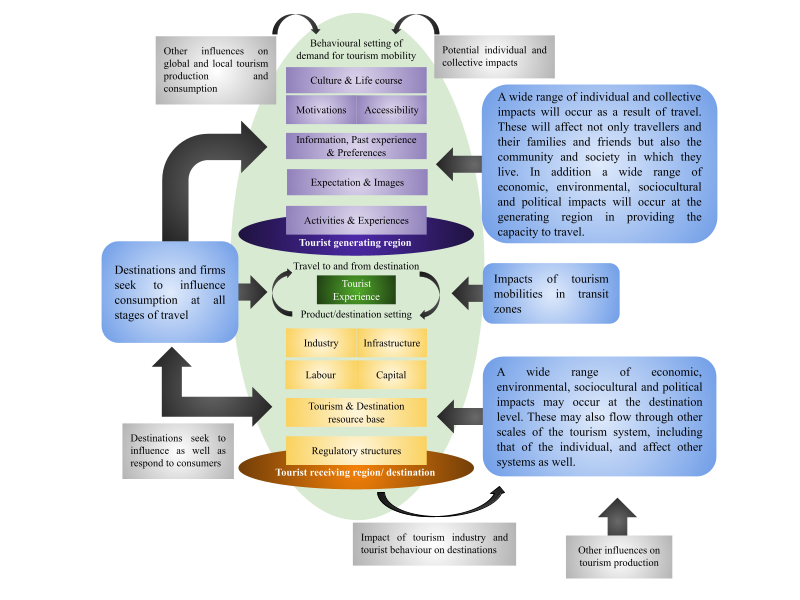 Other influences on
global and local tourism
production and
consumption
Behavioural setting of
demand for tourism mobility
Potential individual and
collective impacts
Culture & Life course
Motivations
Accessibility
Information, Past experience
& Preferences
Expectation & Images
Activities & Experiences
Tourist generating region
A wide range of individual and collective
impacts will occur as a result of travel.
These will affect not only travellers and
their families and friends but also the
community and society in which they
live. In addition a wide range of
economic, environmental, sociocultural
and political impacts will occur at the
generating region in providing the
capacity to travel.
Destinations and firms
seek to influence
consumption at all
stages of travel
Travel to and from destination
Tourist
Experience
Product/destination setting
Impacts of tourism
mobilities in transit
zones
Industry
Infrastructure
Labour
Capital
Tourism & Destination
resource base
Regulatory structures
Tourist receiving region/ destination
A wide range of economic,
environmental, sociocultural and political
impacts may occur at the destination
level. These may also flow through other
scales of the tourism system, including
that of the individual, and affect other
systems as well.
Destinations seek to
influence as well as
respond to consumers
Impact of tourism industry and
tourist behaviour on destinations
Other influences on
tourism production